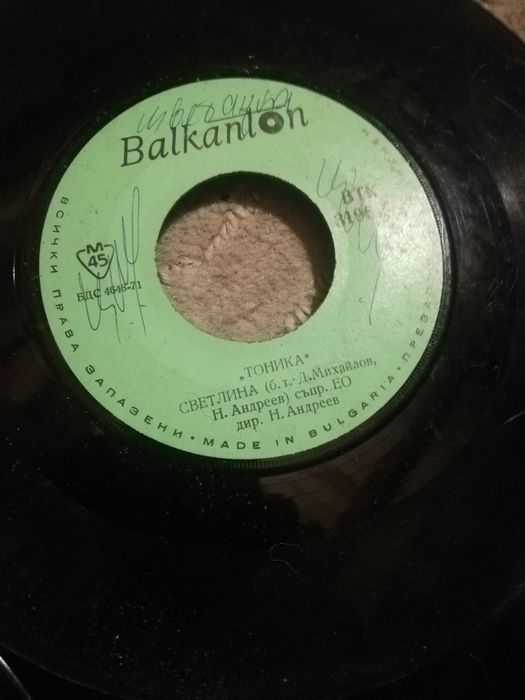 Balkanton
М
45
БДС 4648-71
ВТК
„ТОНИКА“
СВЕТЛИНА (б. т.- Д.Михайлов,
Н. Андреев) съпр. ЕО
дир. Н. Андреев
ВСИЧКИ ПРАВА ЗАПАЗЕНИ • MADE IN BULGARIA •